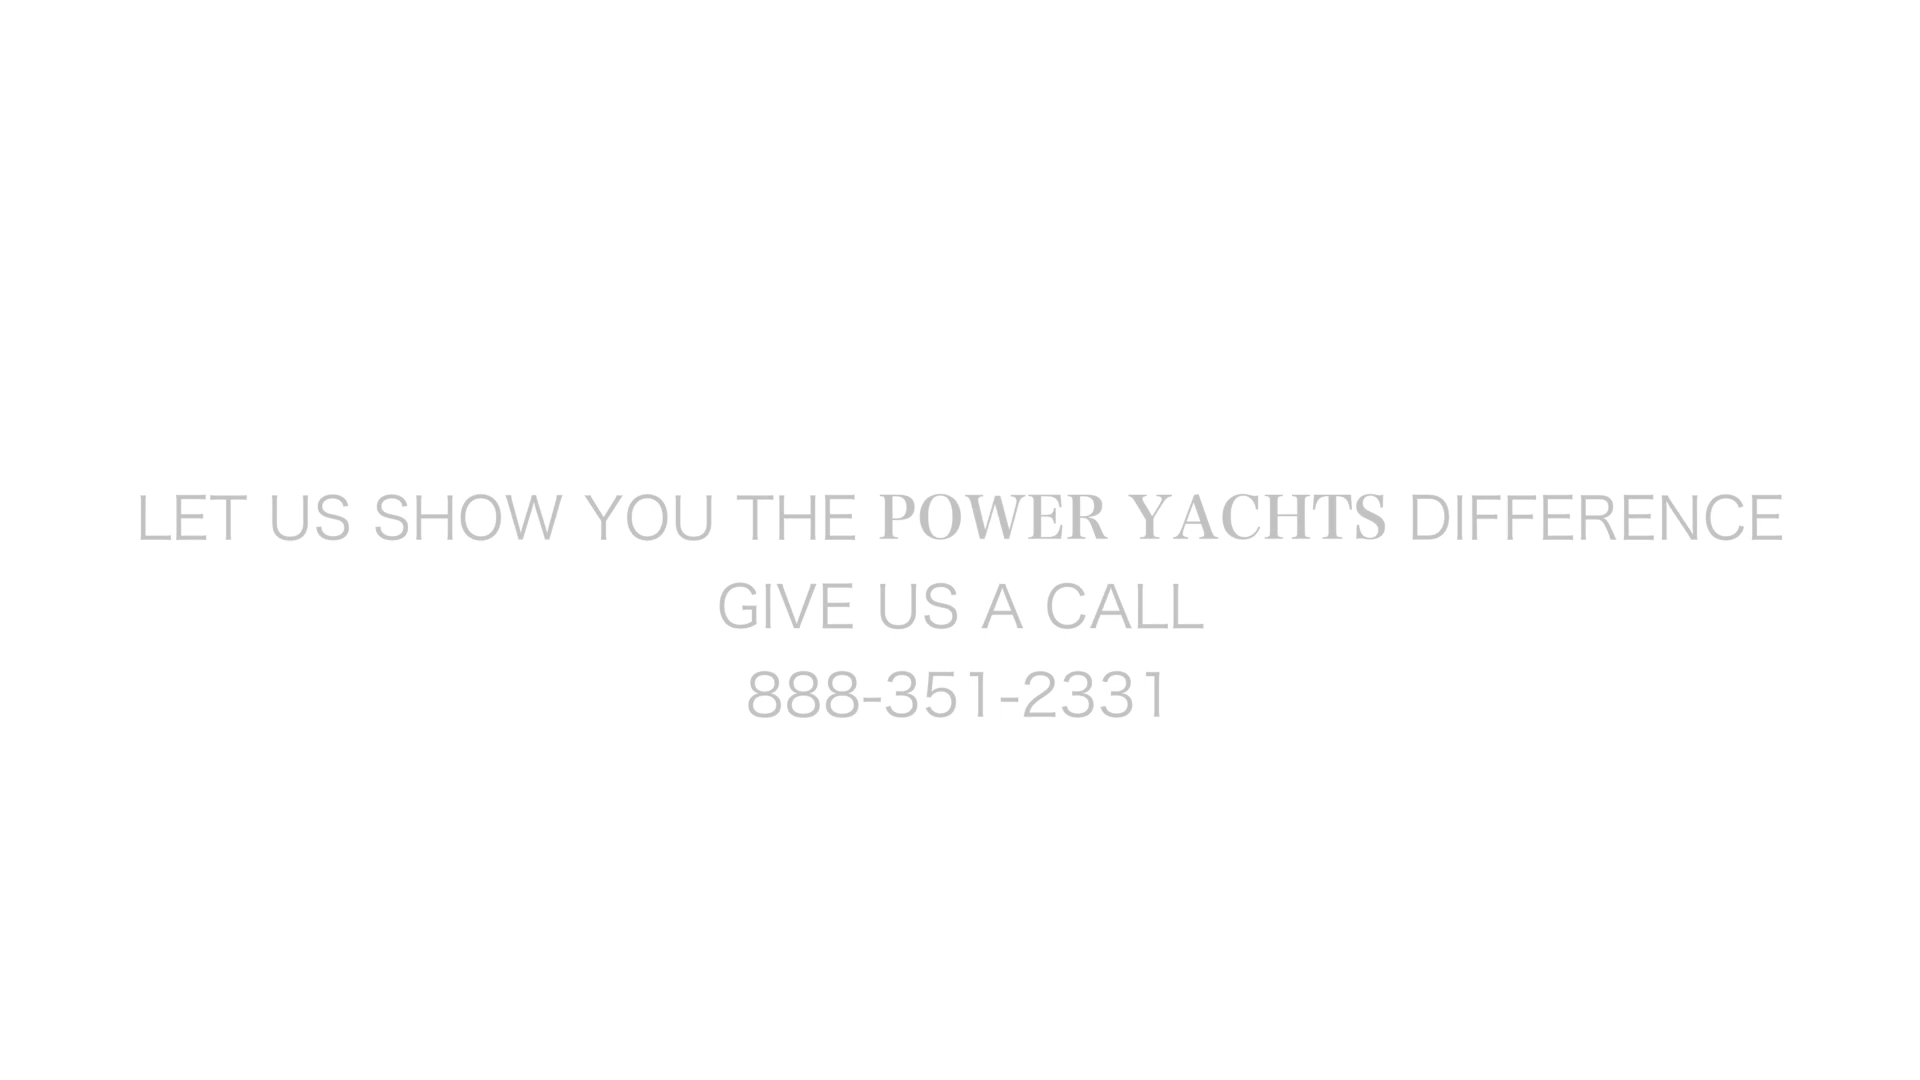 LET US SHOW YOU THE POWER YACHTS DIFFERENCE
GIVE US A CALL
888-351-2331